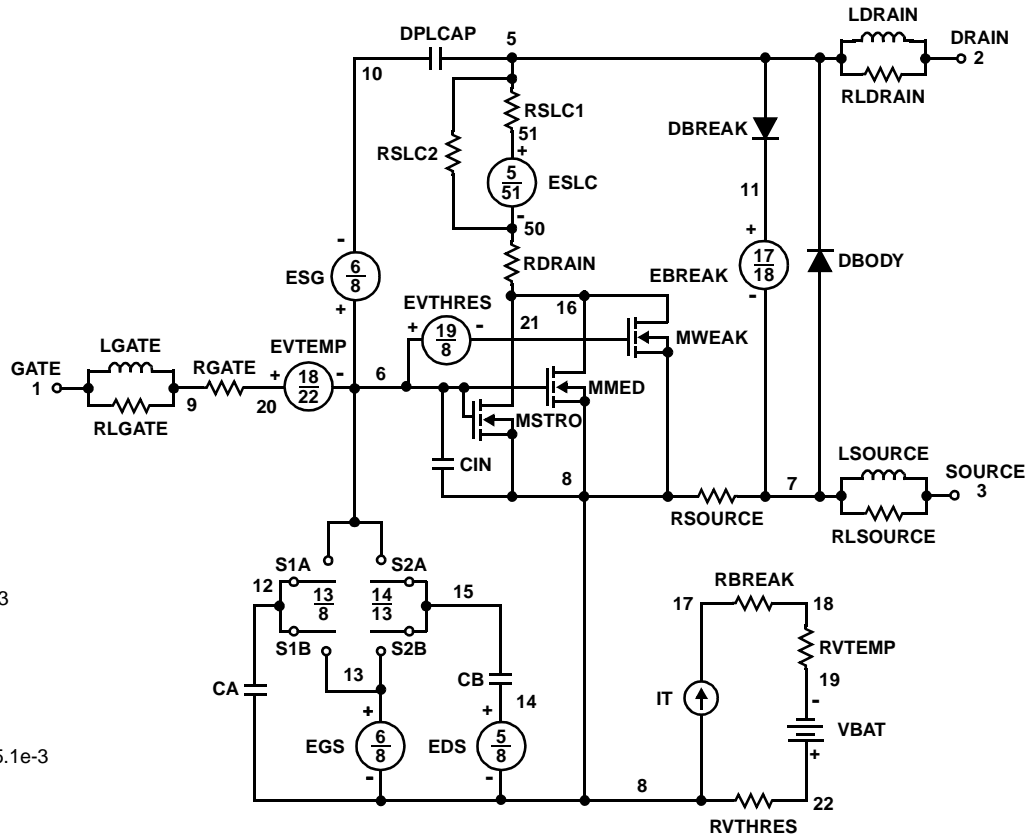 LDRAIN
DPLCAP
5
DRAIN
2
10
RLDRAIN
RSLC1
DBREAK
51
+
RSLC2
5
51
ESLC
11
-
50
+
-
RDRAIN
17
18
EBREAK
DBODY
6
8
ESG
EVTHRES
16
-
+
+
19
8
-
21
MWEAK
LGATE
EVTEMP
GATE
1
RGATE
+
18
22
-
6
MMED
9
20
RLGATE
MSTRO
CIN
8
LSOURCE
7
SOURCE
3
RSOURCE
RLSOURCE
S1A
S2A
12
13
8
14
13
15
RBREAK
3
17
18
S1B
S2B
RVTEMP
13
CB
19
CA
14
IT
-
+
+
VBAT
EGS
6
8
EDS
5
8
+
5.1e-3
-
-
8
22
RVTHRES